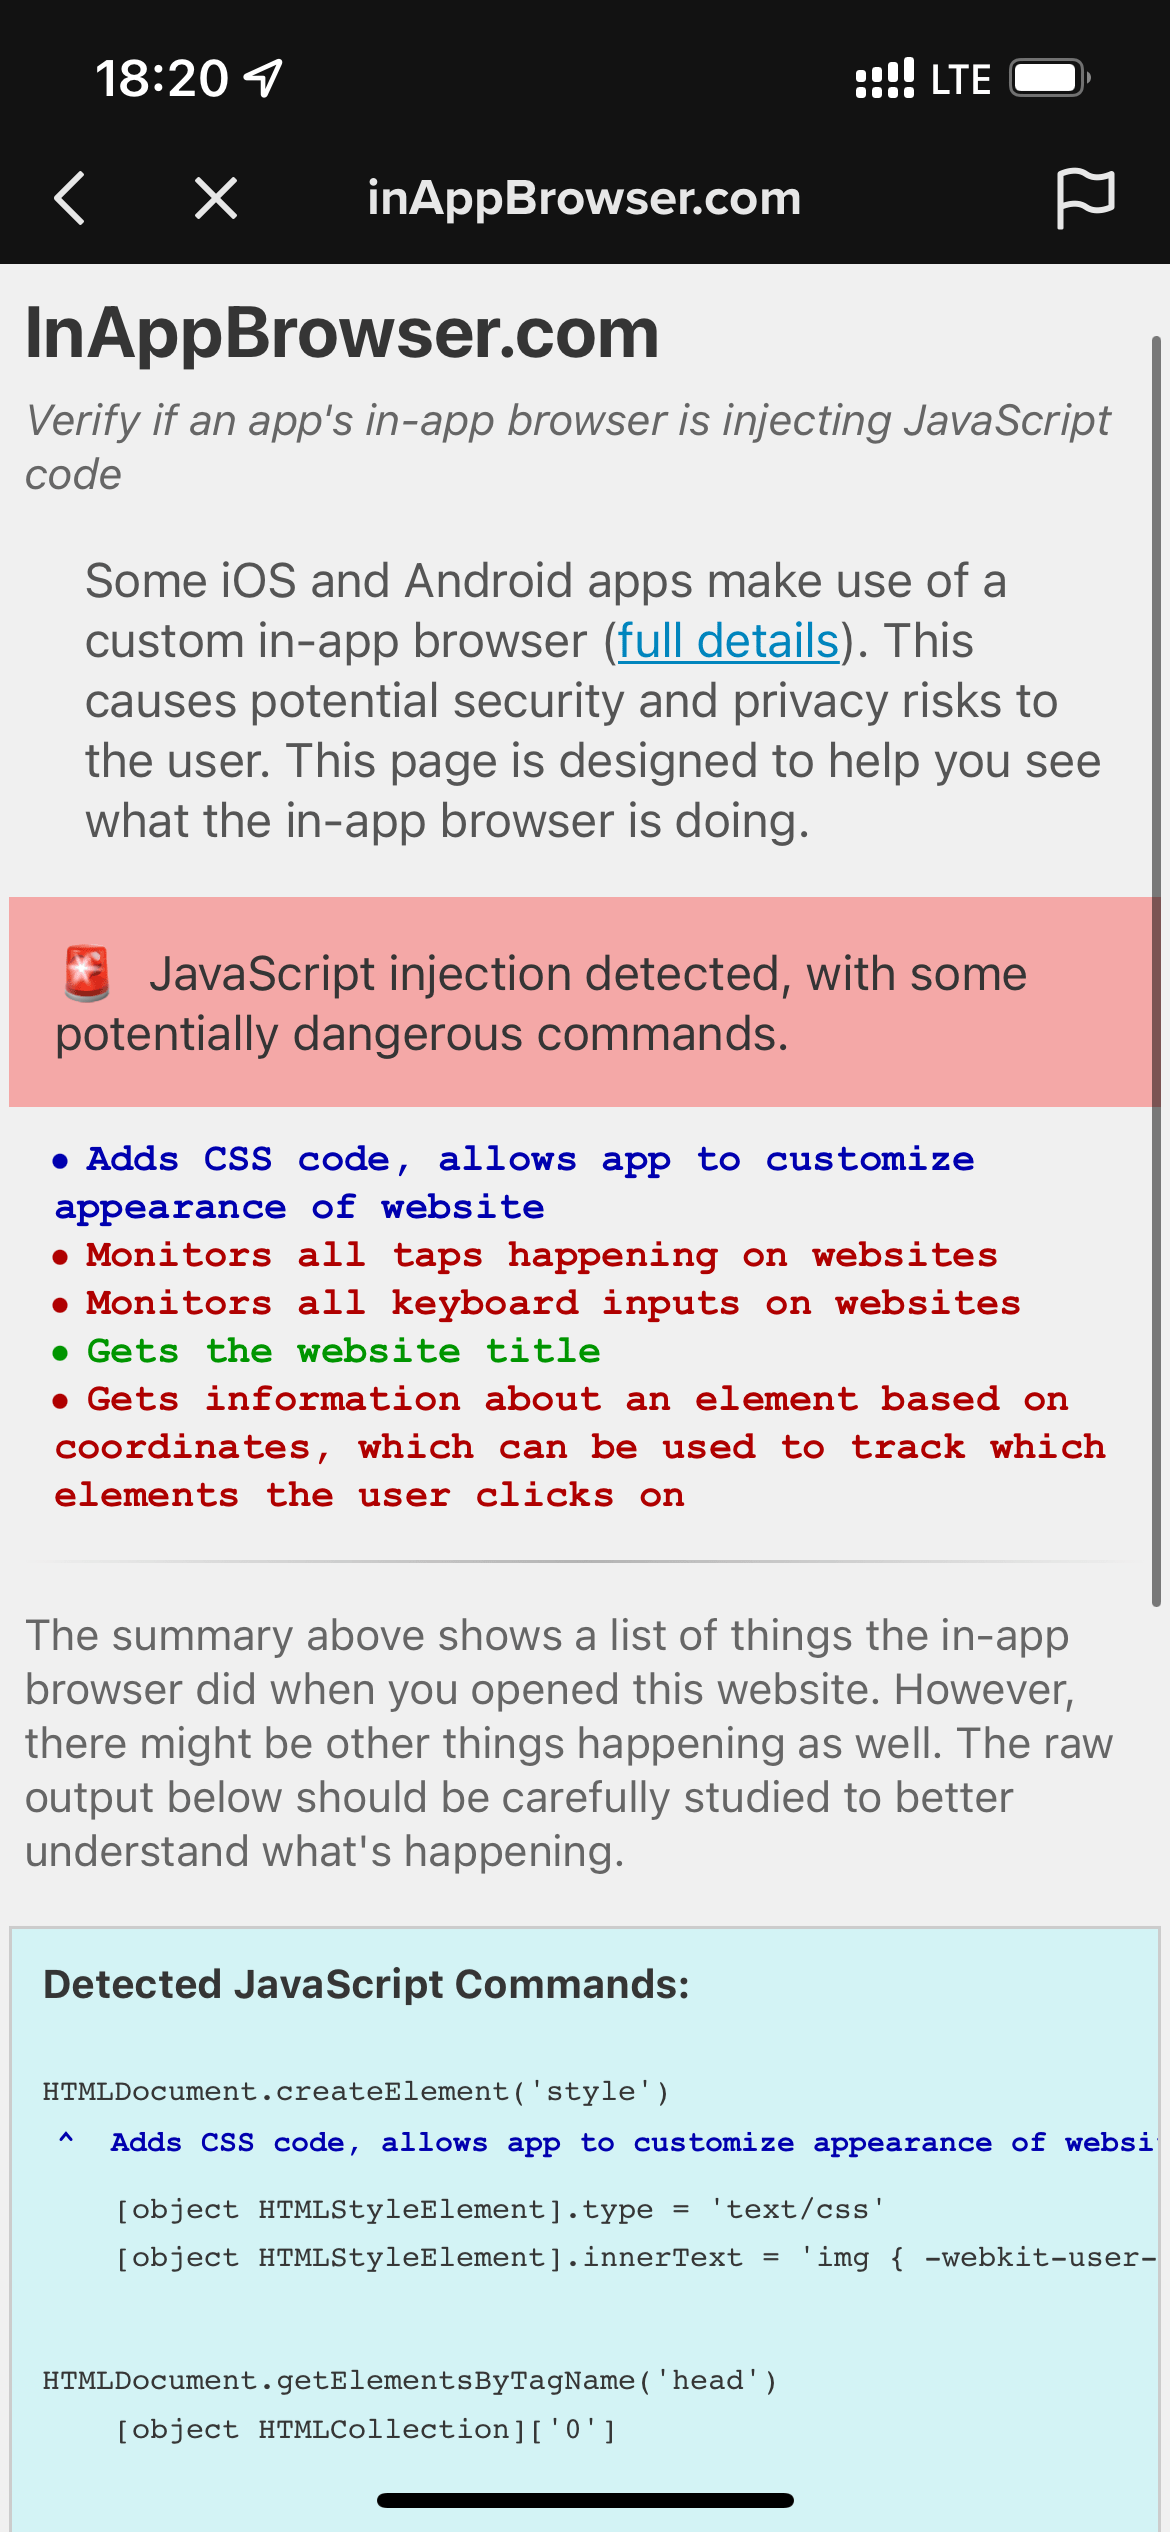 18:20
LTE
inAppBrowser.com
InAppBrowser.com
Verify if an app's in-app browser is injecting JavaScript
code
Some iOS and Android apps make use of a
custom in-app browser (full details). This
causes potential security and privacy risks to
the user. This page is designed to help you see
what the in-app browser is doing.
🚨 JavaScript injection detected, with some
potentially dangerous commands.
• Adds CSS code, allows app to customize
appearance of website
• Monitors all taps happening on websites
• Monitors all keyboard inputs on websites
• Gets the website title
• Gets information about an element based on
coordinates, which can be used to track which
elements the user clicks on
The summary above shows a list of things the in-app
browser did when you opened this website. However,
there might be other things happening as well. The raw
output below should be carefully studied to better
understand what's happening.
Detected JavaScript Commands:
HTMLDocument.createElement('style')
^ Adds CSS code, allows app to customize appearance of websi
[object HTMLStyleElement].type = 'text/css'
[object HTMLStyleElement].innerText = 'img { -webkit-user-
HTMLDocument.getElementsByTagName('head')
[object HTMLCollection]['0']